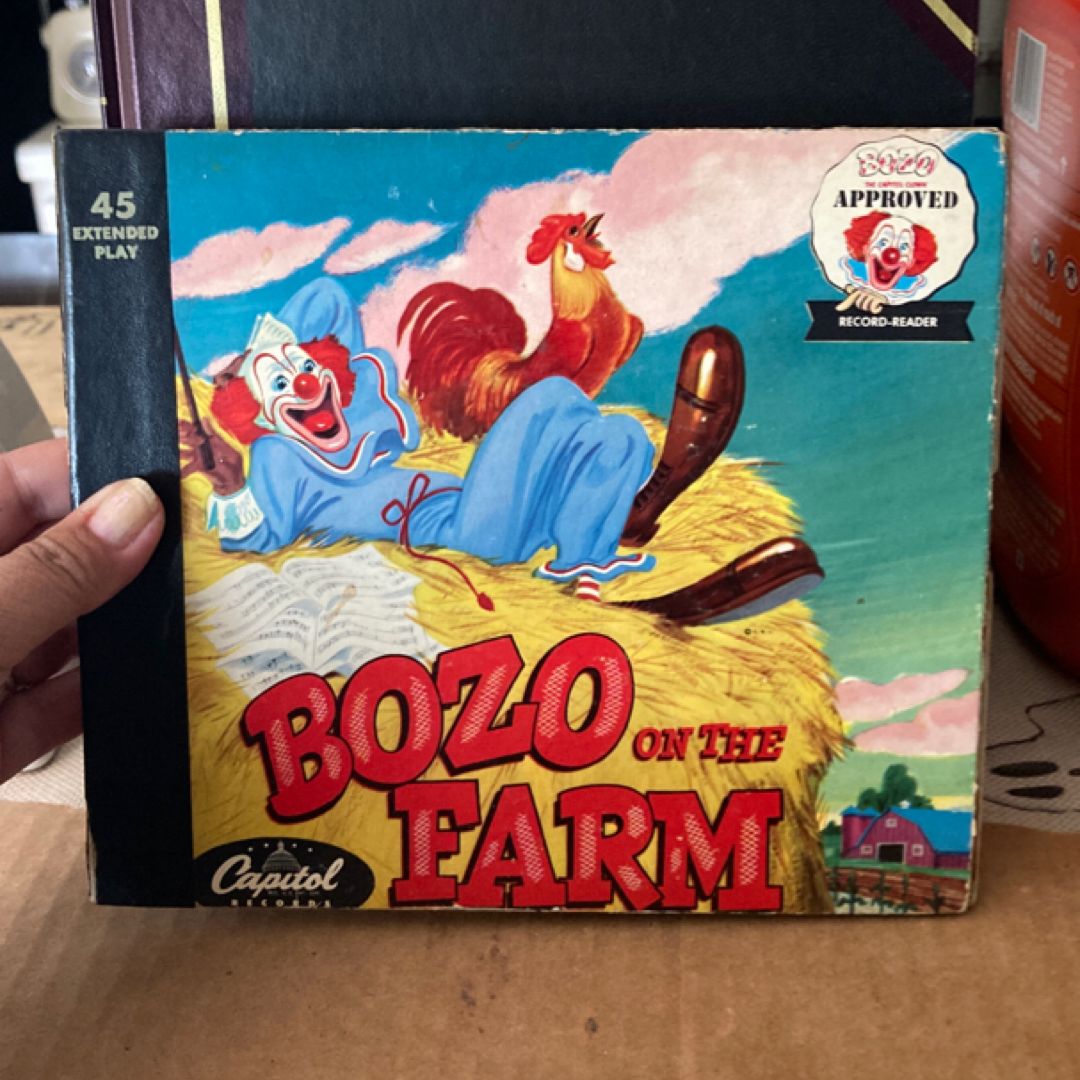 45
EXTENDED
PLAY
BOZO
THE CAPITOL CLOWN
APPROVED
RECORD-READER
BOZO ON THE
FARM
Capitol
RECORDS